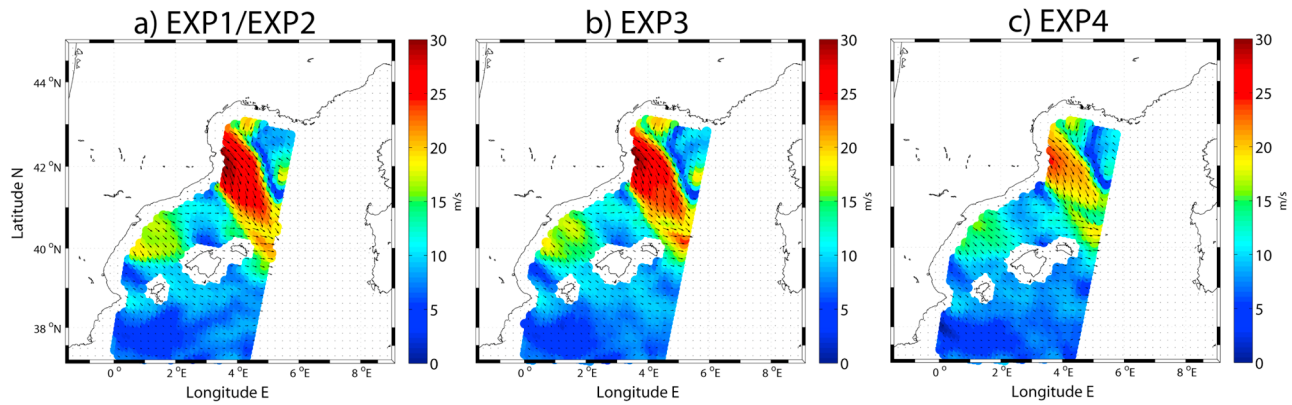 a) EXP1/EXP2
b) EXP3
c) EXP4
30
25
20
15
10
5
0
m/s
30
25
20
15
10
5
0
m/s
30
25
20
15
10
5
0
m/s
44 °N
42 °N
40 °N
38 °N
Latitude N
0 °E
2 °E
4 °E
6 °E
8 °E
Longitude E
0 °E
2 °E
4 °E
6 °E
8 °E
Longitude E
0 °E
2 °E
4 °E
6 °E
8 °E
Longitude E